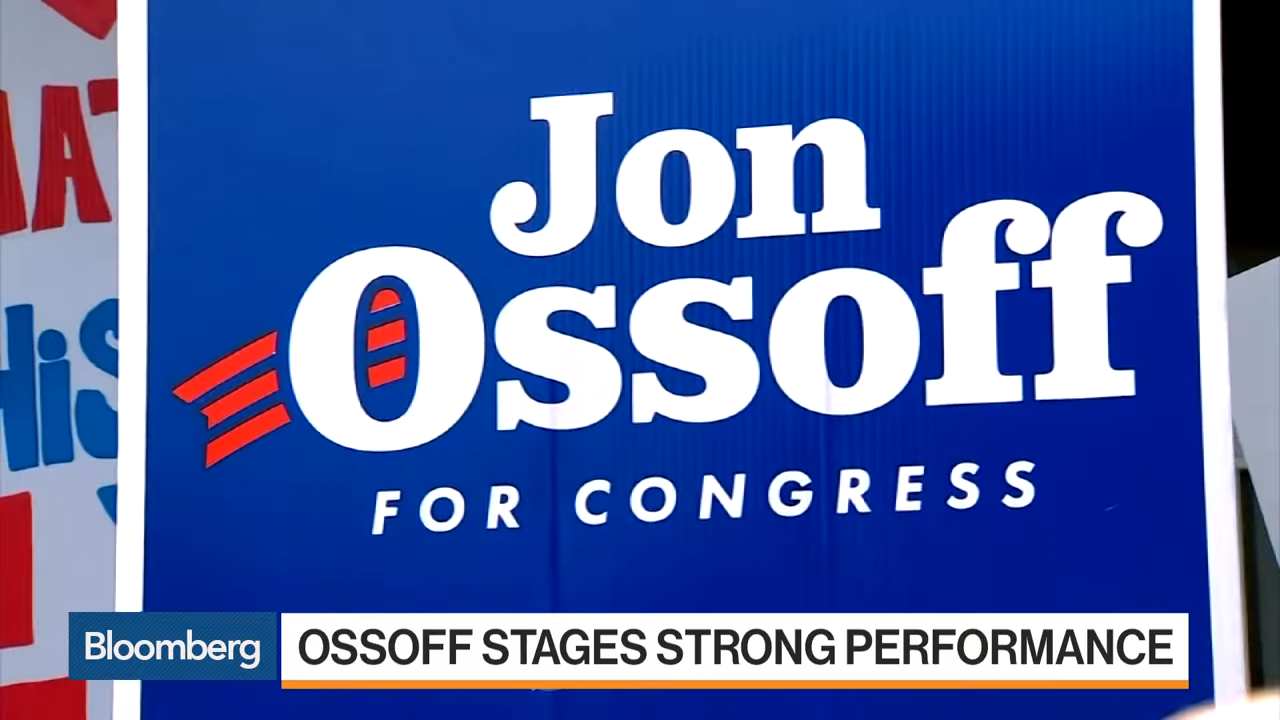 Jon
Ossoff
FOR CONGRESS
Bloomberg
OSSOFF STAGES STRONG PERFORMANCE